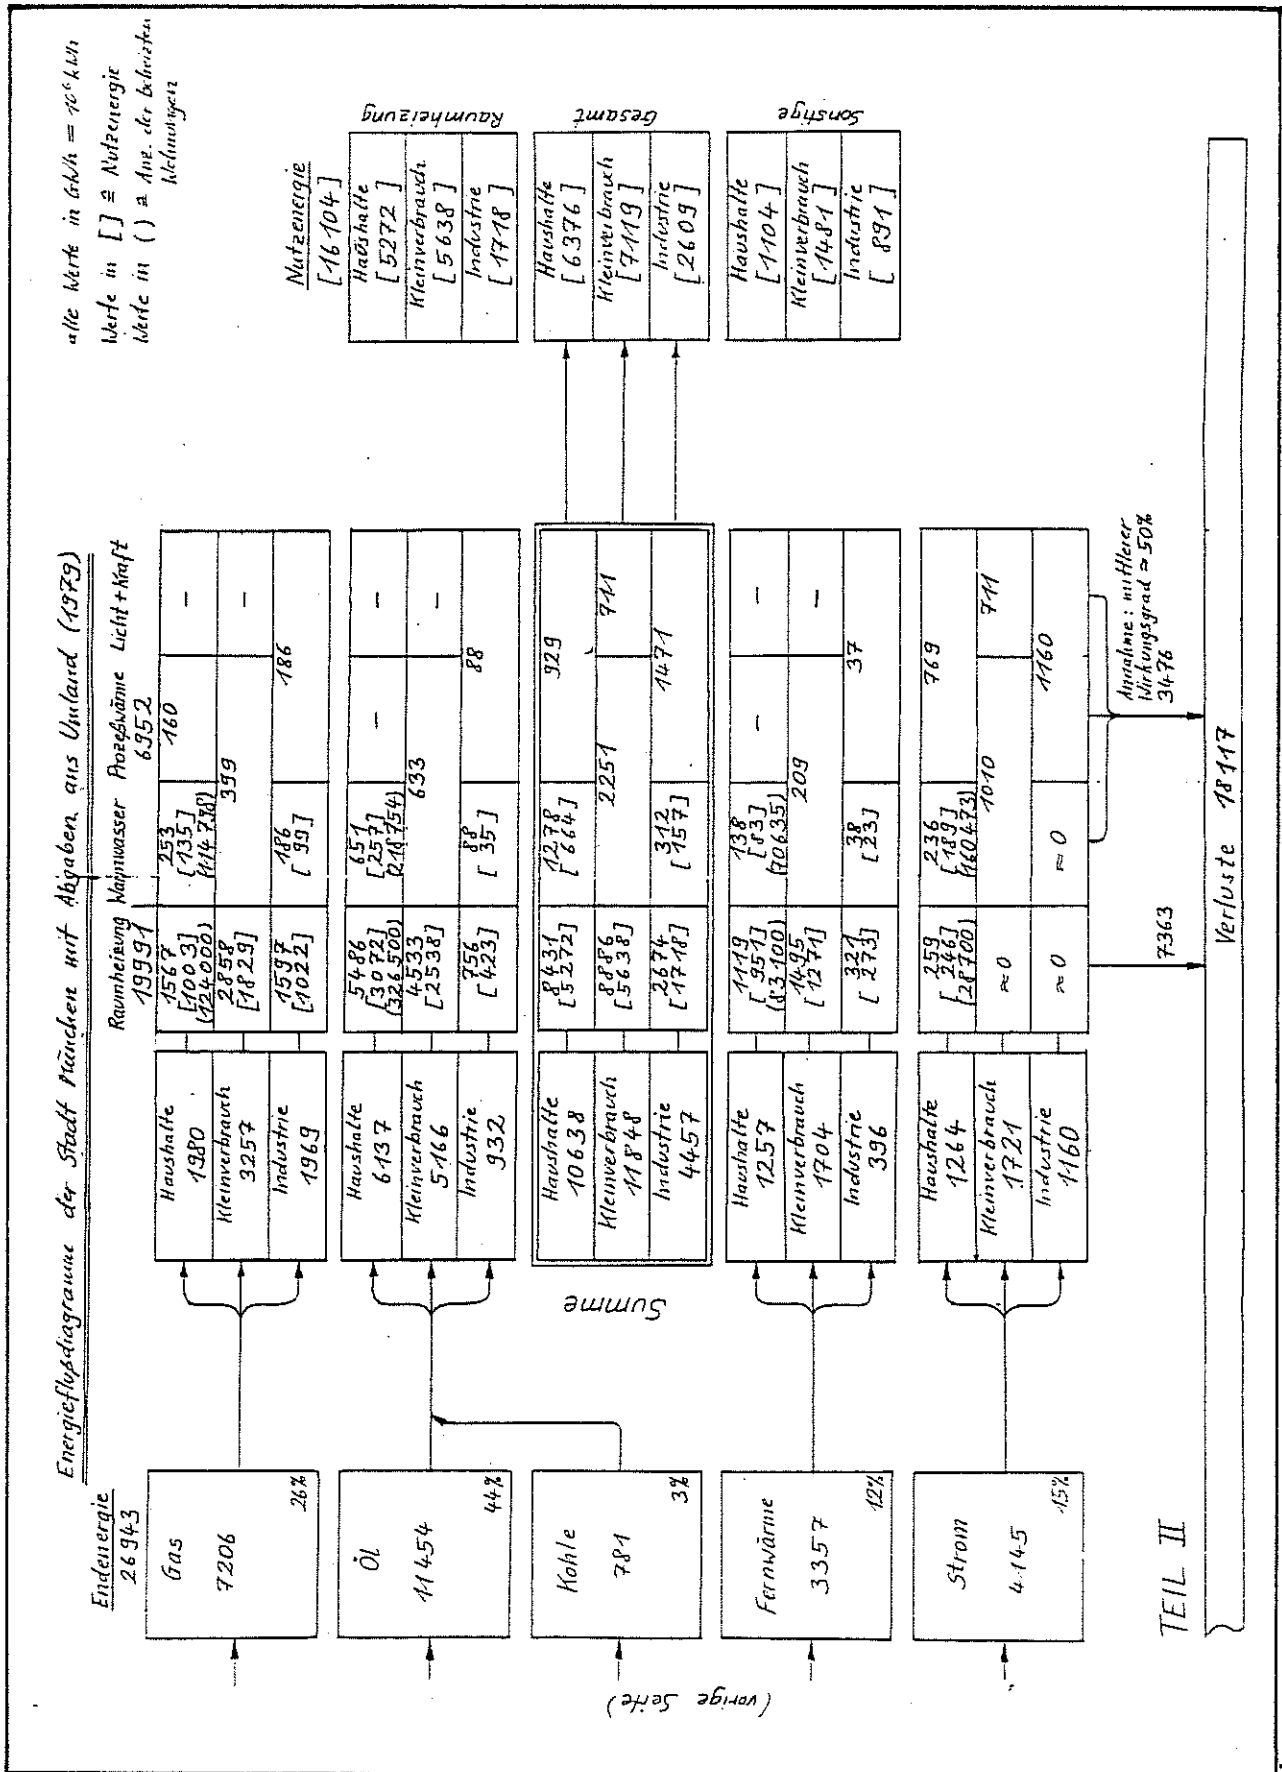 Energieflußdiagramm der Stadt München mit Abgaben ans Umland (1979)
alle Werte in GWh = 10⁶ kWh
Werte in [ ] ≙ Nutzenergie
Werte in ( ) ≙ Anz. der beheizten
Wohnungen
Endenergie
26943
Gas
7206
26%
Öl
11454
44%
Kohle
781
3%
Fernwärme
3357
12%
Strom
4145
15%
(vorige Seite)
Raumheizung Warmwasser Prozeßwärme Licht+Kraft
19991 6952
Haushalte
1980
1567
[1003]
(124000)
253
[135]
(114738)
160
–
Kleinverbrauch
3257
2858
[1829]
399
–
Industrie
1969
1597
[1022]
186
[99]
186
Haushalte
6137
5486
[3072]
(326500)
651
[257]
(218754)
–
–
Kleinverbrauch
5166
4533
[2538]
633
–
Industrie
932
756
[423]
88
[35]
88
Summe
Haushalte
10638
8431
[5272]
1278
[664]
929
Kleinverbrauch
11848
8886
[5638]
2251
711
Industrie
4457
2674
[1718]
312
[157]
1471
Haushalte
1257
1119
[951]
(83100)
138
[83]
(70635)
–
–
Kleinverbrauch
1704
1495
[1271]
209
–
Industrie
396
321
[273]
38
[23]
37
Haushalte
1264
259
[246]
(28700)
236
[189]
(160473)
769
Kleinverbrauch
1721
≈0
1010
711
Industrie
1160
≈0
≈0
1160
Nutzenergie
[16104]
Haushalte
[5272]
Kleinverbrauch
[5638]
Industrie
[1718]
Raumheizung
Haushalte
[6376]
Kleinverbrauch
[7119]
Industrie
[2609]
Gesamt
Haushalte
[1104]
Kleinverbrauch
[1481]
Industrie
[891]
Sonstige
7363
Annahme: mittlerer
Wirkungsgrad ≈ 50%
3476
TEIL II
Verluste 18117